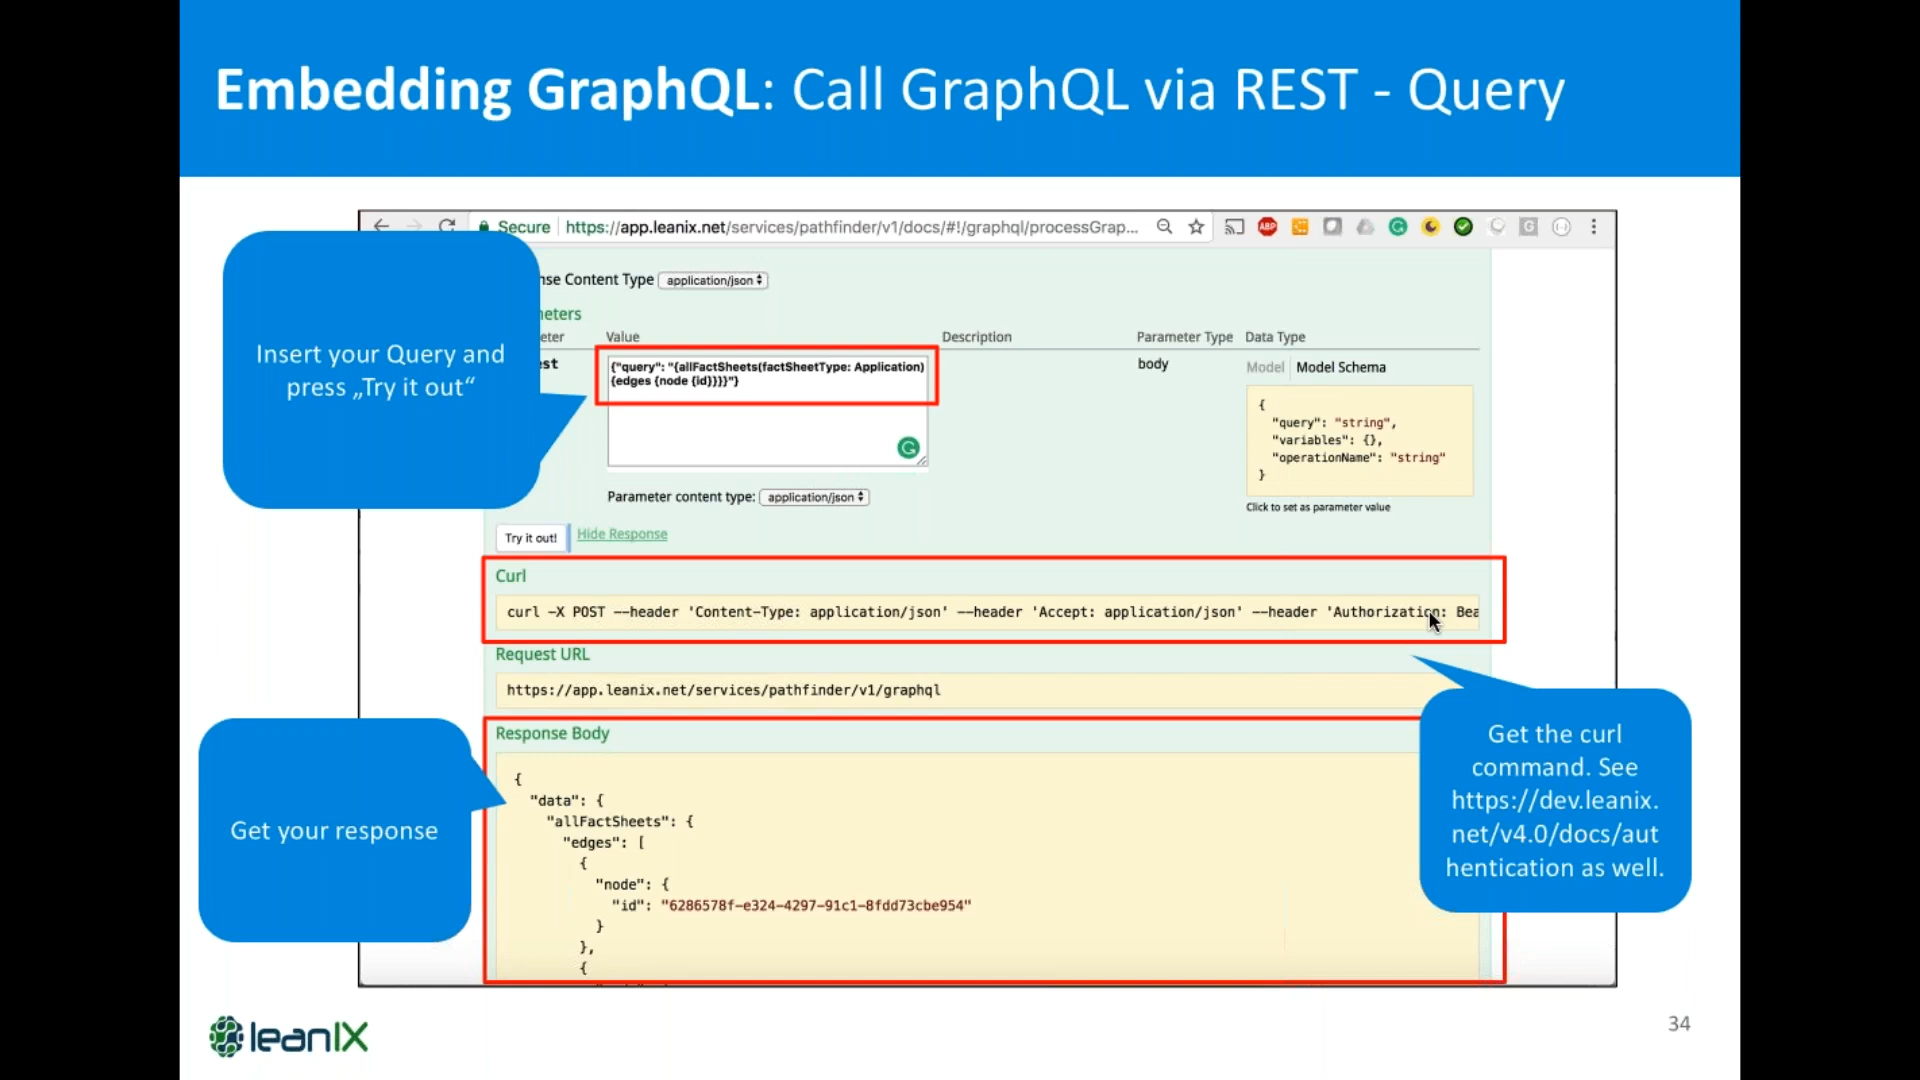 Embedding GraphQL: Call GraphQL via REST - Query
Secure https://app.leanix.net/services/pathfinder/v1/docs/#!/graphql/processGrap...
ABP
Insert your Query and
press „Try it out“
nse Content Type application/json
neters
eter Value Description Parameter Type Data Type
est
{"query": "{allFactSheets(factSheetType: Application)
{edges {node {id}}}}"}
body
Model Model Schema
{
"query": "string",
"variables": {},
"operationName": "string"
}
Parameter content type: application/json
Click to set as parameter value
Try it out! Hide Response
Curl
curl -X POST --header 'Content-Type: application/json' --header 'Accept: application/json' --header 'Authorization: Bea
Request URL
https://app.leanix.net/services/pathfinder/v1/graphql
Response Body
{
"data": {
"allFactSheets": {
"edges": [
{
"node": {
"id": "6286578f-e324-4297-91c1-8fdd73cbe954"
}
},
{
Get your response
Get the curl
command. See
https://dev.leanix.
net/v4.0/docs/aut
hentication as well.
leanIX
34